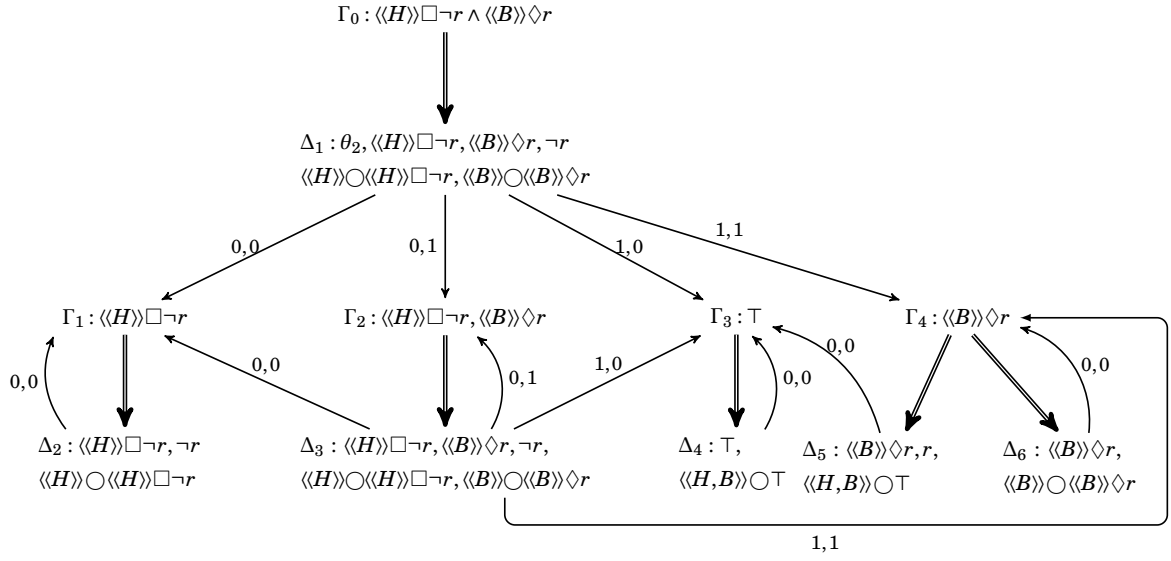 Γ₀ : ⟨⟨H⟩⟩□¬r ∧ ⟨⟨B⟩⟩◇r
Δ₁ : θ₂, ⟨⟨H⟩⟩□¬r, ⟨⟨B⟩⟩◇r, ¬r
⟨⟨H⟩⟩○⟨⟨H⟩⟩□¬r, ⟨⟨B⟩⟩○⟨⟨B⟩⟩◇r
0,0
0,1
1,0
1,1
Γ₁ : ⟨⟨H⟩⟩□¬r
Γ₂ : ⟨⟨H⟩⟩□¬r, ⟨⟨B⟩⟩◇r
Γ₃ : ⊤
Γ₄ : ⟨⟨B⟩⟩◇r
0,0
0,0
0,1
1,0
0,0
0,0
0,0
Δ₂ : ⟨⟨H⟩⟩□¬r, ¬r
⟨⟨H⟩⟩○⟨⟨H⟩⟩□¬r
Δ₃ : ⟨⟨H⟩⟩□¬r, ⟨⟨B⟩⟩◇r, ¬r,
⟨⟨H⟩⟩○⟨⟨H⟩⟩□¬r, ⟨⟨B⟩⟩○⟨⟨B⟩⟩◇r
Δ₄ : ⊤,
⟨⟨H,B⟩⟩○⊤
Δ₅ : ⟨⟨B⟩⟩◇r, r,
⟨⟨H,B⟩⟩○⊤
Δ₆ : ⟨⟨B⟩⟩◇r,
⟨⟨B⟩⟩○⟨⟨B⟩⟩◇r
1,1